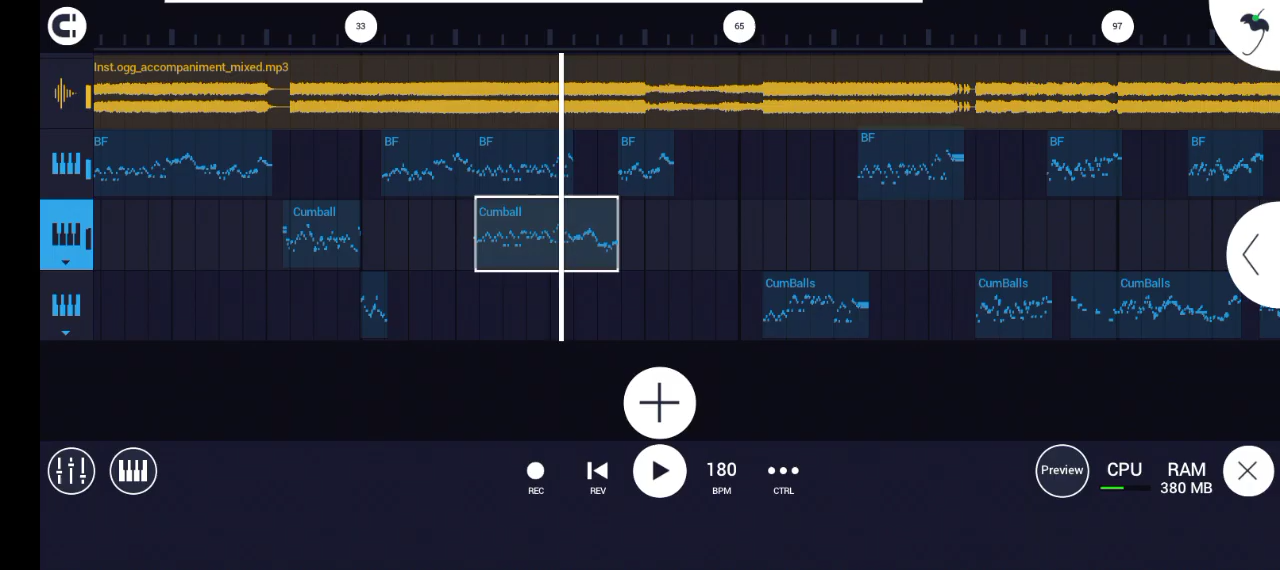 33
65
97
Inst.ogg_accompaniment_mixed.mp3
BF
BF
BF
BF
BF
BF
BF
Cumball
Cumball
CumBalls
CumBalls
CumBalls
REC
REV
180
BPM
CTRL
Preview
CPU
RAM
380 MB